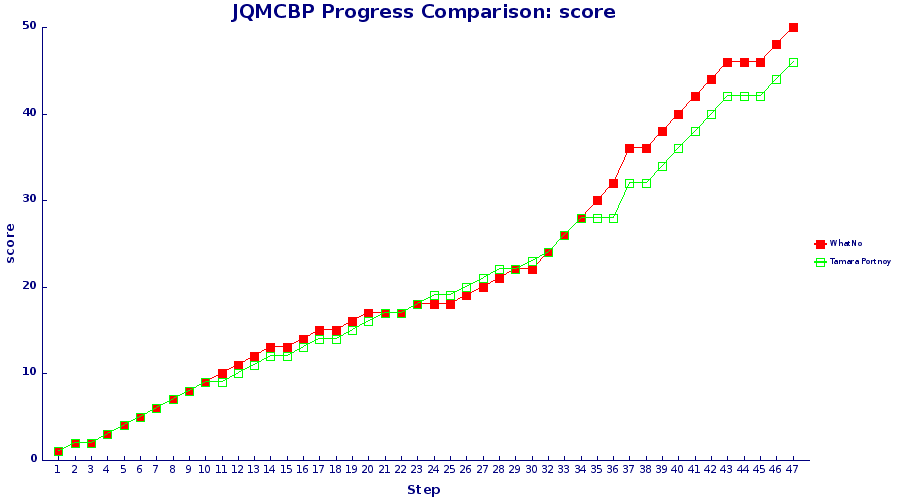 JQMCBP Progress Comparison: score
50
40
30
20
10
0
score
1 2 3 4 5 6 7 8 9 10 11 12 13 14 15 16 17 18 19 20 21 22 23 24 25 26 27 28 29 30 32 33 34 35 36 37 38 39 40 41 42 43 44 45 46 47
Step
WhatNo
Tamara Portnoy